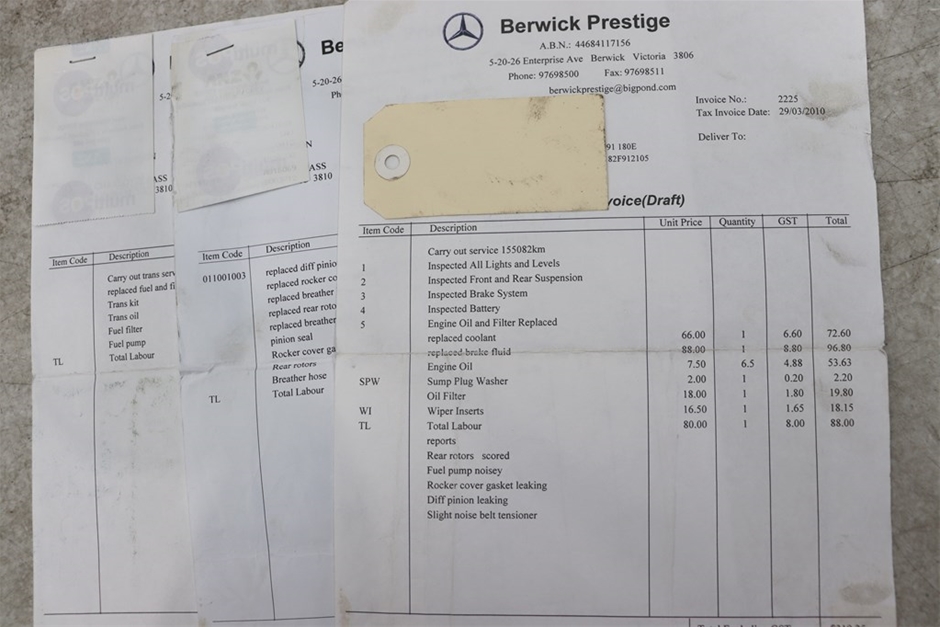 Berwick Prestige
A.B.N.: 44684117156
5-20-26 Enterprise Ave Berwick Victoria 3806
Phone: 97698500 Fax: 97698511
berwickprestige@bigpond.com
Invoice No.: 2225
Tax Invoice Date: 29/03/2010
Deliver To:
91 180E
82F912105
voice(Draft)
Item Code Description Unit Price Quantity GST Total
Carry out service 155082km
1 Inspected All Lights and Levels
2 Inspected Front and Rear Suspension
3 Inspected Brake System
4 Inspected Battery
5 Engine Oil and Filter Replaced
replaced coolant 66.00 1 6.60 72.60
replaced brake fluid 88.00 1 8.80 96.80
Engine Oil 7.50 6.5 4.88 53.63
SPW Sump Plug Washer 2.00 1 0.20 2.20
Oil Filter 18.00 1 1.80 19.80
WI Wiper Inserts 16.50 1 1.65 18.15
TL Total Labour 80.00 1 8.00 88.00
reports
Rear rotors scored
Fuel pump noisey
Rocker cover gasket leaking
Diff pinion leaking
Slight noise belt tensioner
Be
5-20-26
Ph
N
ASS
3810
Item Code Description
011001003 replaced diff pinio
replaced rocker co
replaced breather
replaced rear roto
replaced breather
pinion seal
Rocker cover ga
Rear rotors
Breather hose
TL Total Labour
5-2
ASS
3810
Item Code Description
Carry out trans serv
replaced fuel and fi
Trans kit
Trans oil
Fuel filter
Fuel pump
TL Total Labour